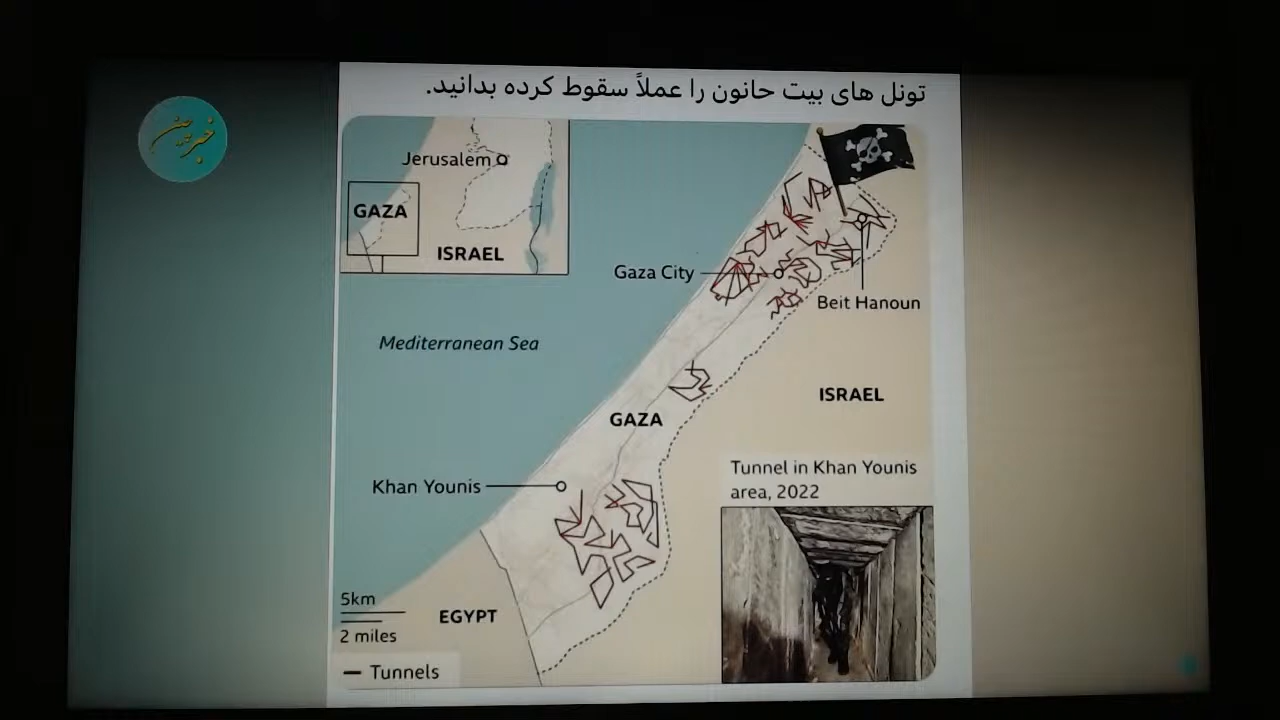 تونل های بیت حانون را عملاً سقوط کرده بدانید.
خبرچین
Jerusalem
GAZA
ISRAEL
Gaza City
Beit Hanoun
Mediterranean Sea
ISRAEL
GAZA
Tunnel in Khan Younis
area, 2022
Khan Younis
5km
2 miles
EGYPT
Tunnels